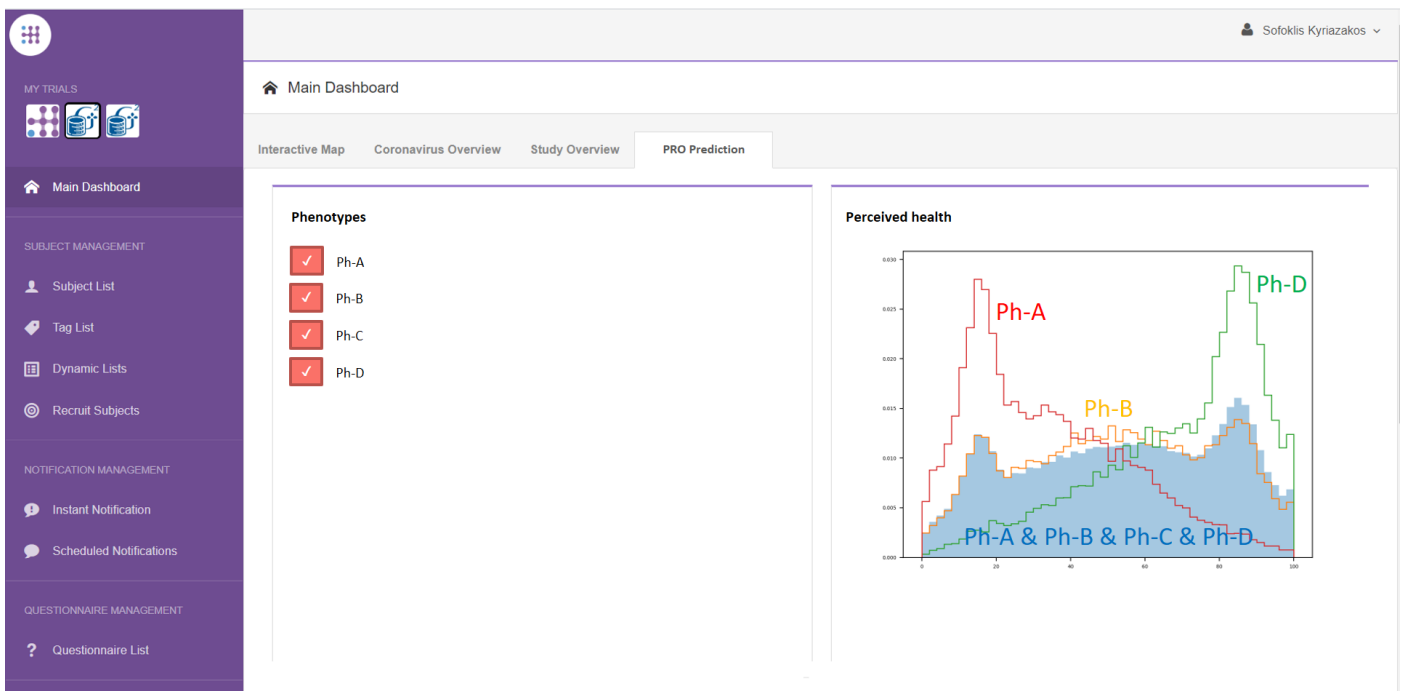 Sofoklis Kyriazakos
MY TRIALS
Main Dashboard
Interactive Map Coronavirus Overview Study Overview PRO Prediction
Main Dashboard
SUBJECT MANAGEMENT
Subject List
Tag List
Dynamic Lists
Recruit Subjects
NOTIFICATION MANAGEMENT
Instant Notification
Scheduled Notifications
QUESTIONNAIRE MANAGEMENT
? Questionnaire List
Phenotypes
Ph-A
Ph-B
Ph-C
Ph-D
Perceived health
0.030
0.025
0.020
0.015
0.010
0.005
0.000
Ph-A
Ph-D
Ph-B
Ph-A & Ph-B & Ph-C & Ph-D
0 20 40 60 80 100